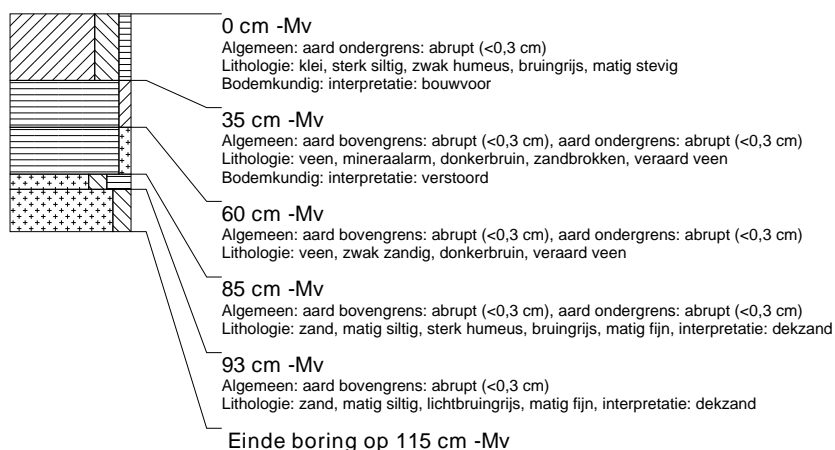 0 cm -Mv
Algemeen: aard ondergrens: abrupt (<0,3 cm)
Lithologie: klei, sterk siltig, zwak humeus, bruingrijs, matig stevig
Bodemkundig: interpretatie: bouwvoor
35 cm -Mv
Algemeen: aard bovengrens: abrupt (<0,3 cm), aard ondergrens: abrupt (<0,3 cm)
Lithologie: veen, mineraalarm, donkerbruin, zandbrokken, veraard veen
Bodemkundig: interpretatie: verstoord
60 cm -Mv
Algemeen: aard bovengrens: abrupt (<0,3 cm), aard ondergrens: abrupt (<0,3 cm)
Lithologie: veen, zwak zandig, donkerbruin, veraard veen
85 cm -Mv
Algemeen: aard bovengrens: abrupt (<0,3 cm), aard ondergrens: abrupt (<0,3 cm)
Lithologie: zand, matig siltig, sterk humeus, bruingrijs, matig fijn, interpretatie: dekzand
93 cm -Mv
Algemeen: aard bovengrens: abrupt (<0,3 cm)
Lithologie: zand, matig siltig, lichtbruingrijs, matig fijn, interpretatie: dekzand
Einde boring op 115 cm -Mv